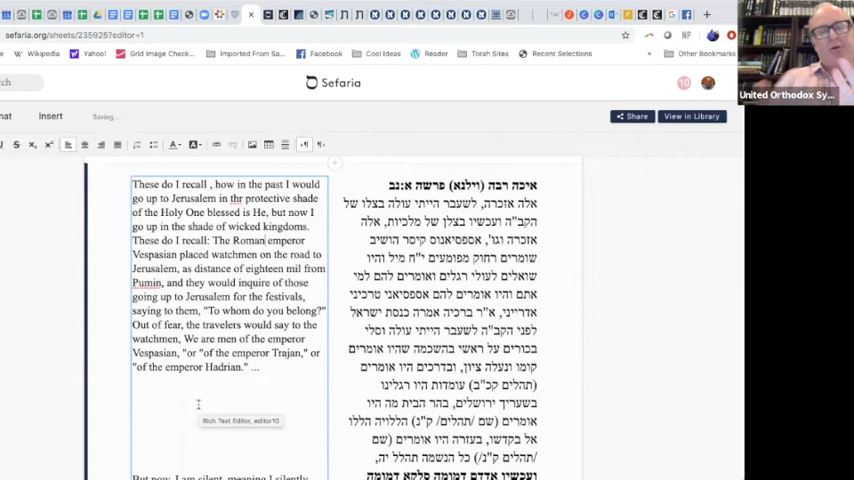 sefaria.org/sheets/235925?editor=1
Wikipedia
Yahoo!
Grid Image Check...
Imported From Sa...
Facebook
Cool Ideas
Reader
Torah Sites
Recent Selections
Other Bookmarks
rch
Sefaria
10
United Orthodox Sy...
nat
Insert
Saving...
Share
View in Library
These do I recall , how in the past I would
go up to Jerusalem in thr protective shade
of the Holy One blessed is He, but now I
go up in the shade of wicked kingdoms.
These do I recall: The Roman emperor
Vespasian placed watchmen on the road to
Jerusalem, as distance of eighteen mil from
Pumin, and they would inquire of those
going up to Jerusalem for the festivals,
saying to them, "To whom do you belong?"
Out of fear, the travelers would say to the
watchmen, We are men of the emperor
Vespasian, "or "of the emperor Trajan," or
"of the emperor Hadrian." ...
Rich Text Editor, editor10
But now, I am silent, meaning I silently
איכה רבה (וילנא) פרשה א:נב
אלה אזכרה, לשעבר הייתי עולה בצלו של
הקב"ה ועכשיו בצלן של מלכיות, אלה
אזכרה וגו', אספסיאנוס קיסר הושיב
שומרים רחוק מפומעים י"ח מיל והיו
שואלים לעולי רגלים ואומרים להם למי
אתם והיו אומרים להם אספסיאני טרכיני
אדרייני, א"ר ברכיה אמרה כנסת ישראל
לפני הקב"ה לשעבר הייתי עולה וסלי
בכורים על ראשי בהשכמה שהיו אומרים
קומו ונעלה ציון, ובדרכים היו אומרים
(תהלים קכ"ב) עומדות היו רגלינו
בשעריך ירושלים, בהר הבית מה היו
אומרים (שם /תהלים/ ק"נ) הללויה הללו
אל בקדשו, בעזרה היו אומרים (שם
/תהלים/ ק"נ) כל הנשמה תהלל יה,
ועכשיו אדדם דמומה סלקא דמומה